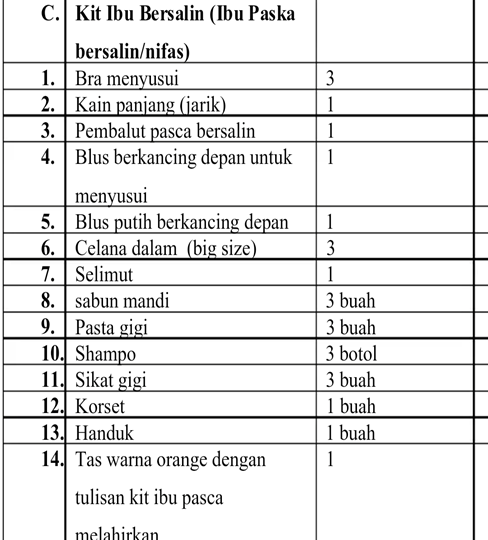 C. Kit Ibu Bersalin (Ibu Paska
bersalin/nifas)
1. Bra menyusui 3
2. Kain panjang (jarik) 1
3. Pembalut pasca bersalin 1
4. Blus berkancing depan untuk 1
menyusui
5. Blus putih berkancing depan 1
6. Celana dalam (big size) 3
7. Selimut 1
8. sabun mandi 3 buah
9. Pasta gigi 3 buah
10. Shampo 3 botol
11. Sikat gigi 3 buah
12. Korset 1 buah
13. Handuk 1 buah
14. Tas warna orange dengan 1
tulisan kit ibu pasca
melahirkan